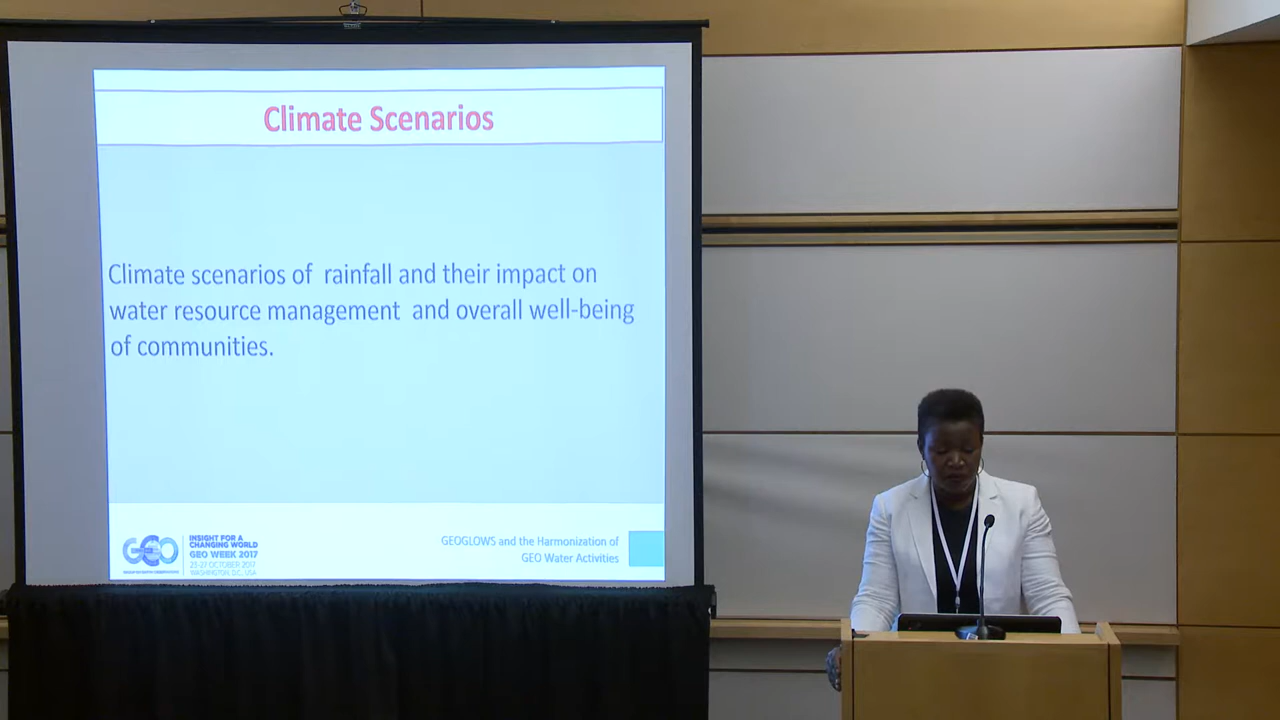 Climate Scenarios
Climate scenarios of rainfall and their impact on
water resource management and overall well-being
of communities.
GEO
INSIGHT FOR A
CHANGING WORLD
GEO WEEK 2017
23-27 OCTOBER, 2017
WASHINGTON, D.C., USA
GEOGLOWS and the Harmonization of
GEO Water Activities